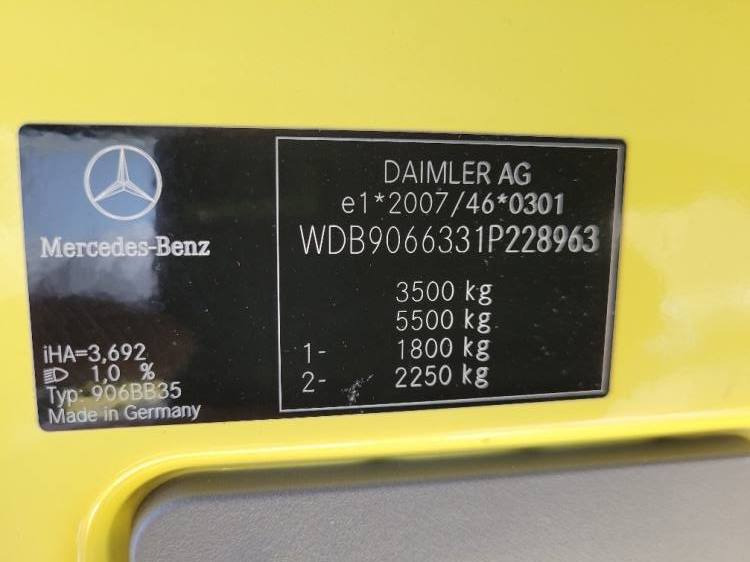 Mercedes-Benz
iHA=3,692
1,0 %
Typ: 906BB35
Made in Germany
DAIMLER AG
e1*2007/46*0301
WDB9066331P228963
3500 kg
5500 kg
1- 1800 kg
2- 2250 kg